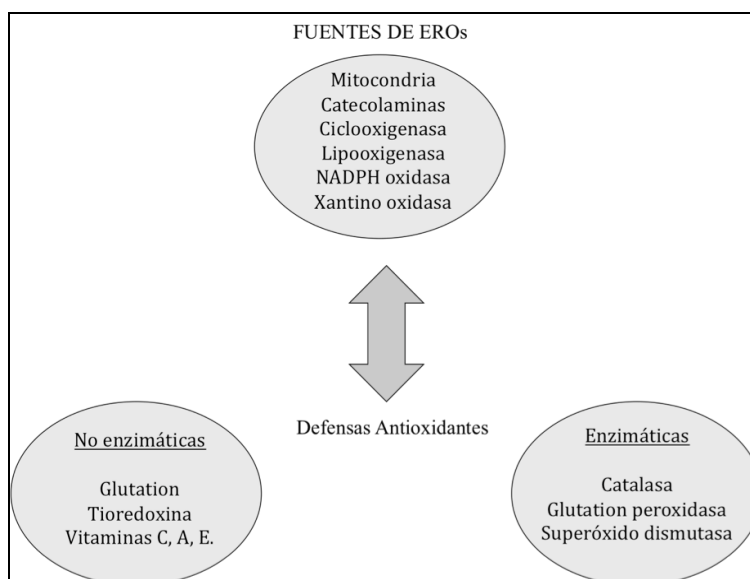 FUENTES DE EROs
Mitocondria
Catecolaminas
Ciclooxigenasa
Lipooxigenasa
NADPH oxidasa
Xantino oxidasa
Defensas Antioxidantes
No enzimáticas
Glutation
Tioredoxina
Vitaminas C, A, E.
Enzimáticas
Catalasa
Glutation peroxidasa
Superóxido dismutasa